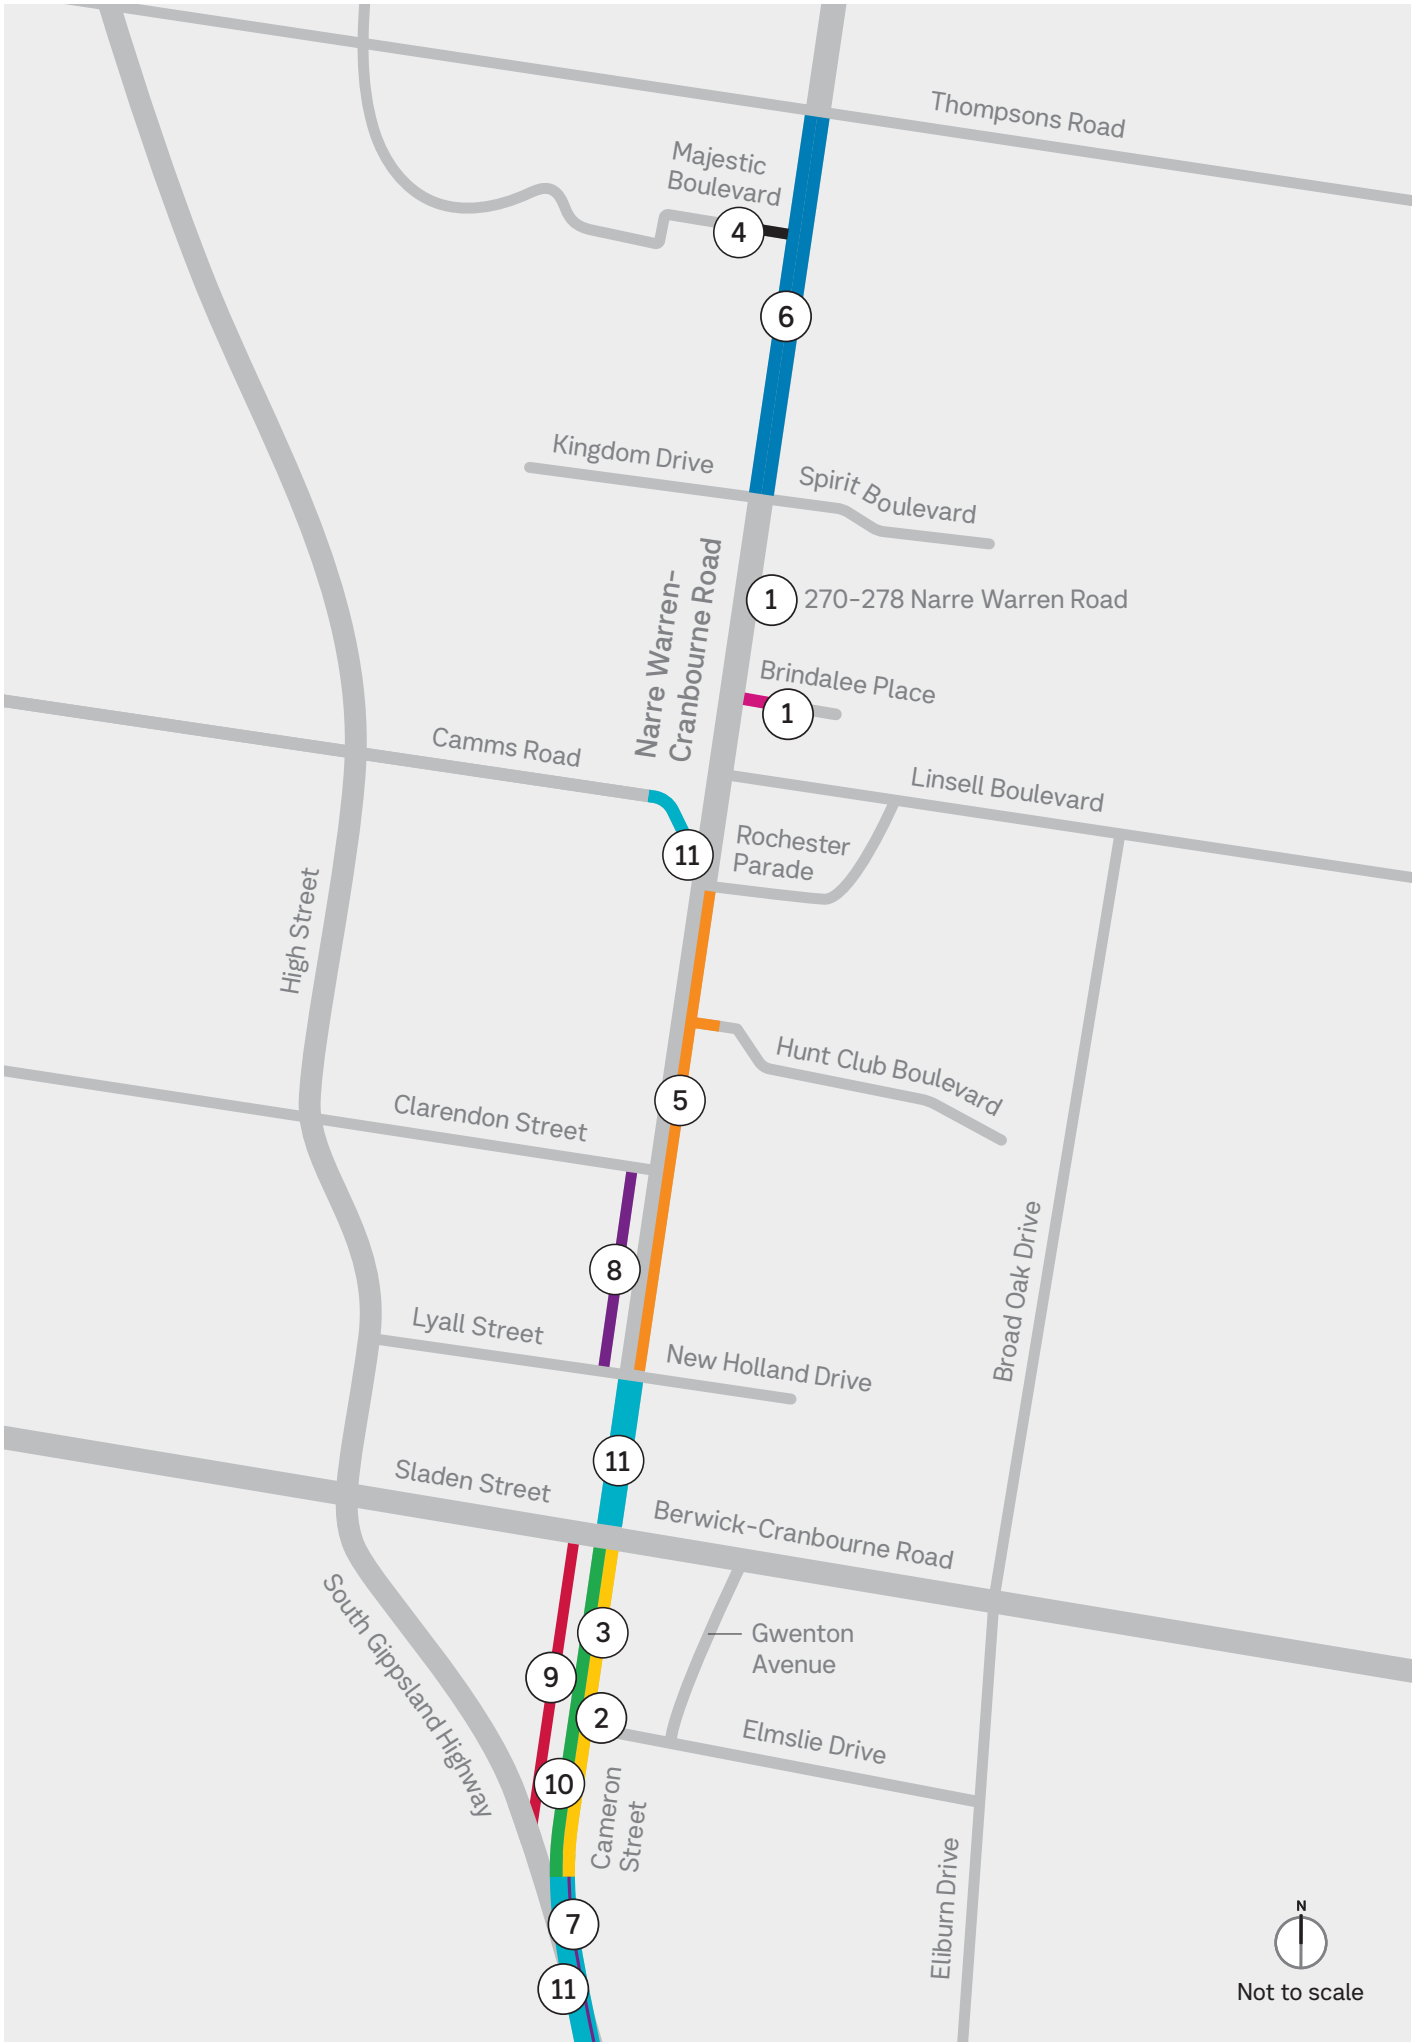 Thompsons Road
Majestic
Boulevard
4
6
Kingdom Drive
Spirit Boulevard
Narre Warren-
Cranbourne Road
1
270-278 Narre Warren Road
Brindalee Place
1
Camms Road
Linsell Boulevard
11
Rochester
Parade
High Street
Hunt Club Boulevard
5
Clarendon Street
8
Broad Oak Drive
Lyall Street
New Holland Drive
11
Sladen Street
Berwick-Cranbourne Road
South Gippsland Highway
3
Gwenton
Avenue
9
2
Elmslie Drive
10
Cameron
Street
Eliburn Drive
7
11
N
Not to scale